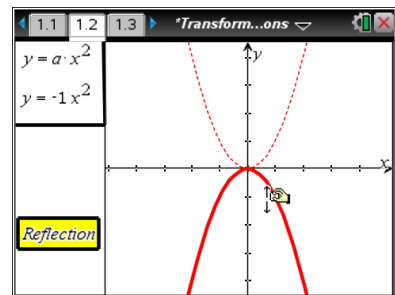 1.1 1.2 1.3 *Transform...ons
y = a· x²
y = -1 x²
y
x
Reflection